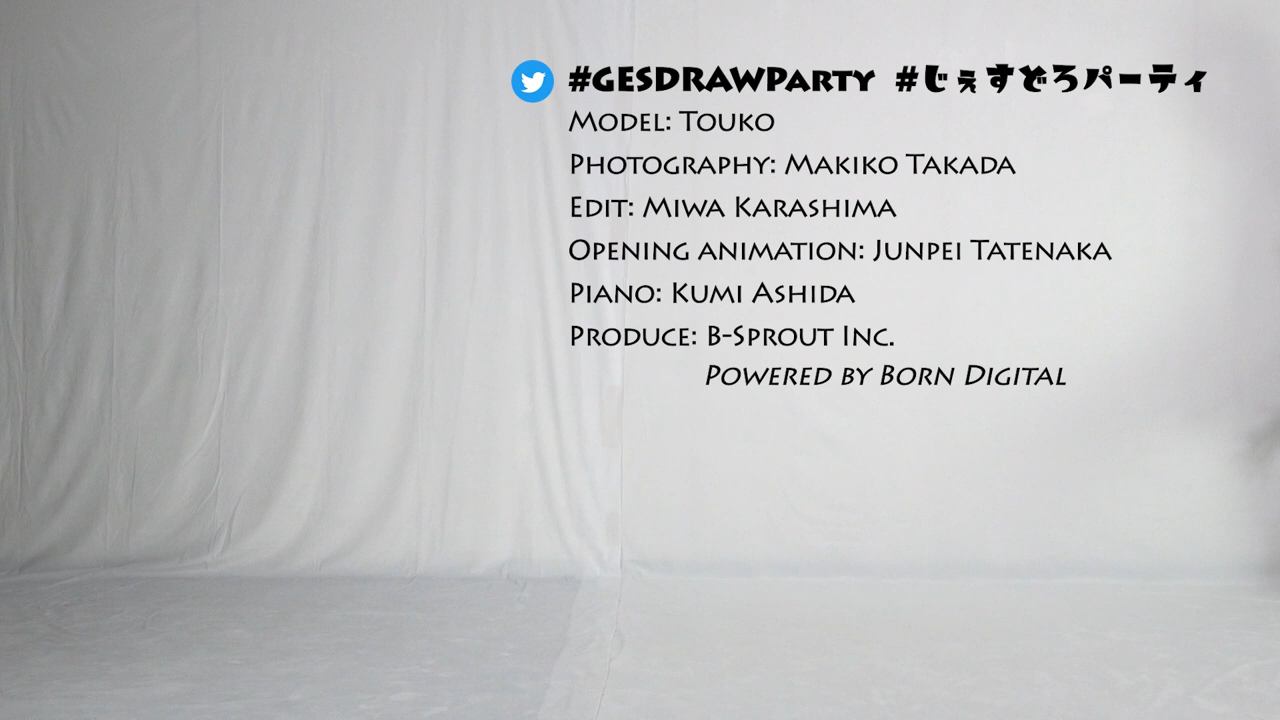 #GESDRAWPARTY #じぇすどろパーティ
MODEL: TOUKO
PHOTOGRAPHY: MAKIKO TAKADA
EDIT: MIWA KARASHIMA
OPENING ANIMATION: JUNPEI TATENAKA
PIANO: KUMI ASHIDA
PRODUCE: B-SPROUT INC.
POWERED BY BORN DIGITAL